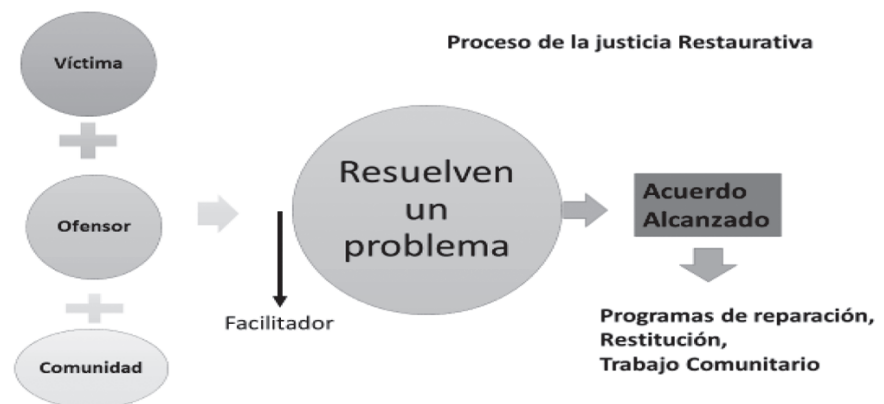 Proceso de la justicia Restaurativa
Víctima
Ofensor
Comunidad
Resuelven
un
problema
Facilitador
Acuerdo
Alcanzado
Programas de reparación,
Restitución,
Trabajo Comunitario